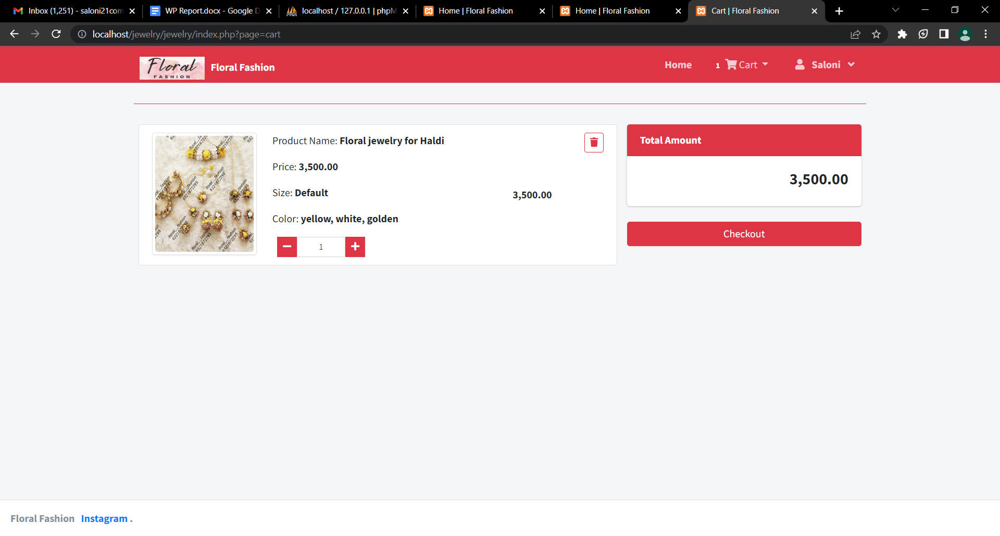 Inbox (1,251) - saloni21com
WP Report.docx - Google D
localhost / 127.0.0.1 | phpM
Home | Floral Fashion
Home | Floral Fashion
Cart | Floral Fashion
localhost/jewelry/jewelry/index.php?page=cart
Floral
FASHION
Floral Fashion
Home
1 Cart
Saloni
Product Name: Floral jewelry for Haldi
Price: 3,500.00
Size: Default
3,500.00
Color: yellow, white, golden
1
Total Amount
3,500.00
Checkout
floral__fashion
9321872295
Floral Fashion Instagram .